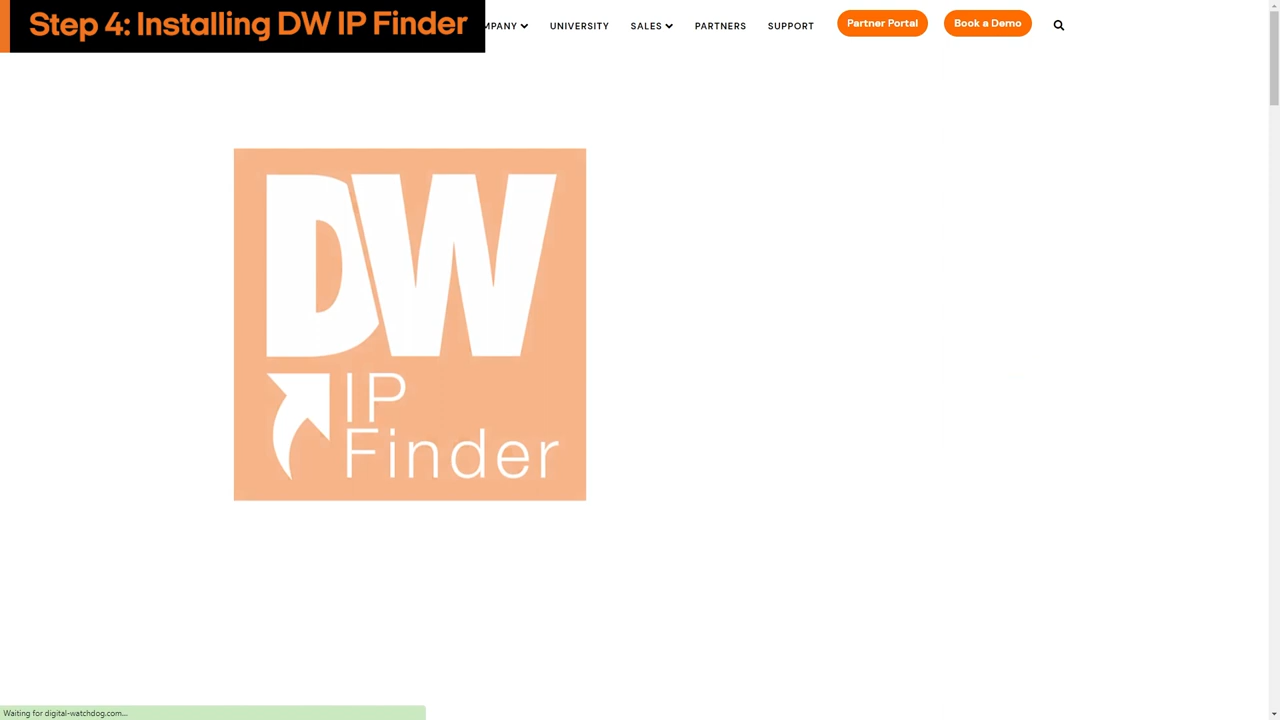 Step 4: Installing DW IP Finder
MPANY
UNIVERSITY
SALES
PARTNERS
SUPPORT
Partner Portal
Book a Demo
DW
IP
Finder
Waiting for digital-watchdog.com...